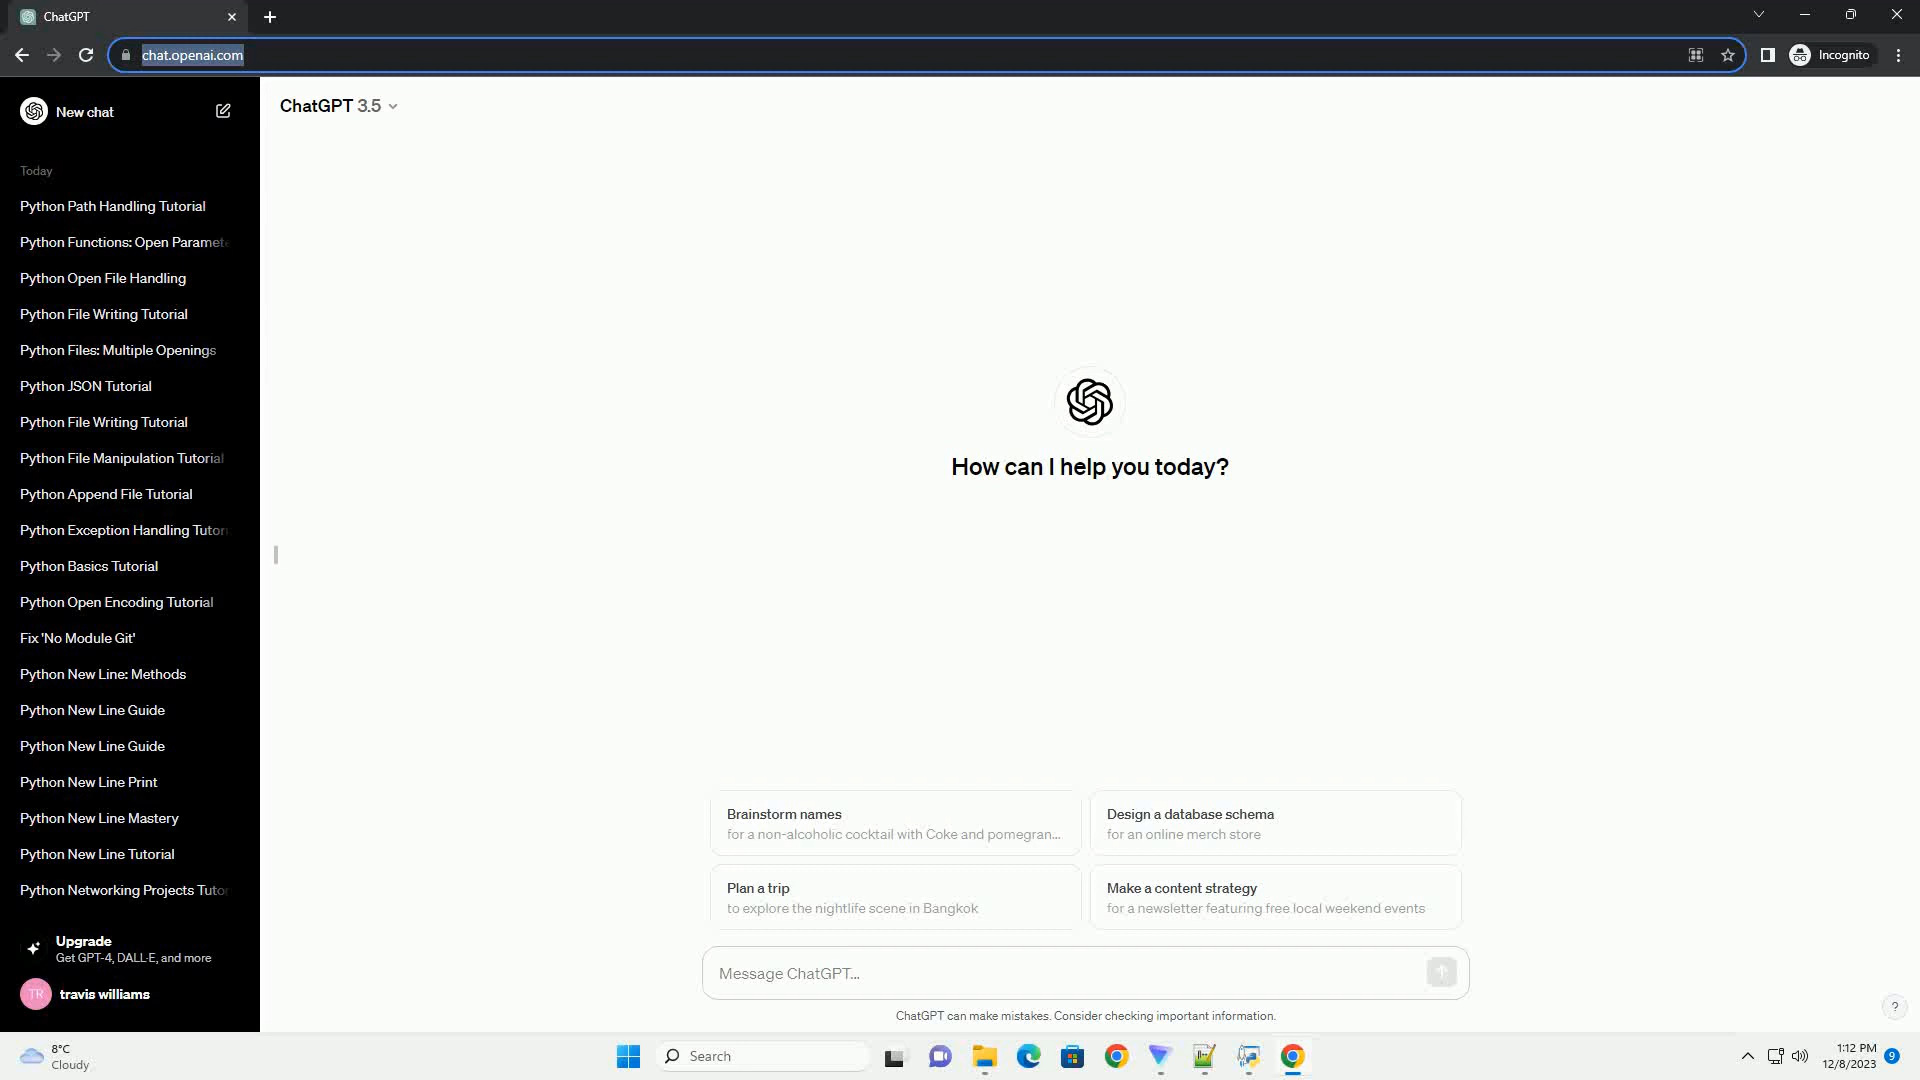 ChatGPT
chat.openai.com
Incognito
New chat
ChatGPT 3.5
Today
Python Path Handling Tutorial
Python Functions: Open Paramet
Python Open File Handling
Python File Writing Tutorial
Python Files: Multiple Openings
Python JSON Tutorial
Python File Writing Tutorial
Python File Manipulation Tutorial
Python Append File Tutorial
Python Exception Handling Tutor
Python Basics Tutorial
Python Open Encoding Tutorial
Fix 'No Module Git'
Python New Line: Methods
Python New Line Guide
Python New Line Guide
Python New Line Print
Python New Line Mastery
Python New Line Tutorial
Python Networking Projects Tutor
Upgrade
Get GPT-4, DALL·E, and more
TR
travis williams
How can I help you today?
Brainstorm names
for a non-alcoholic cocktail with Coke and pomegran...
Design a database schema
for an online merch store
Plan a trip
to explore the nightlife scene in Bangkok
Make a content strategy
for a newsletter featuring free local weekend events
Message ChatGPT...
ChatGPT can make mistakes. Consider checking important information.
?
8°C
Cloudy
Search
1:12 PM
12/8/2023
9